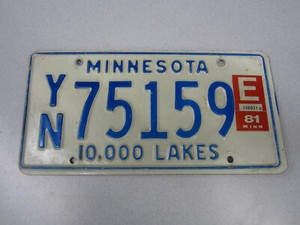 MINNESOTA
YN 75159 E
81
MINN
10,000 LAKES